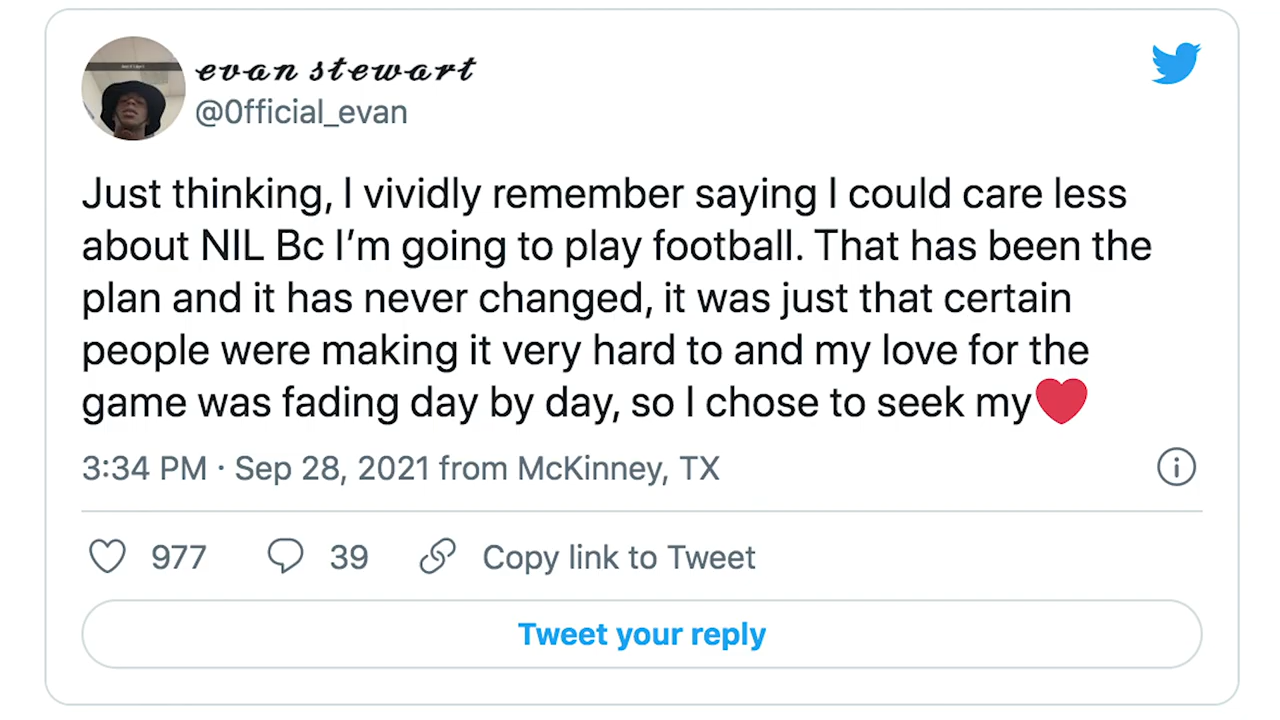 evan stewart
@0fficial_evan
Just thinking, I vividly remember saying I could care less
about NIL Bc I’m going to play football. That has been the
plan and it has never changed, it was just that certain
people were making it very hard to and my love for the
game was fading day by day, so I chose to seek my❤️
3:34 PM · Sep 28, 2021 from McKinney, TX
977 39 Copy link to Tweet
Tweet your reply